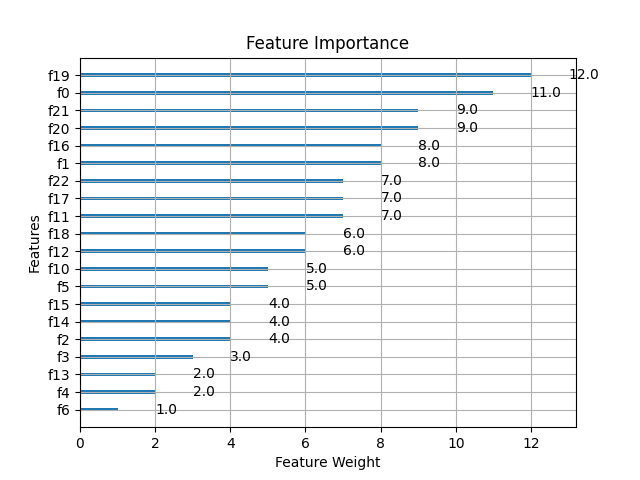 Feature Importance
f19 12.0
f0 11.0
f21 9.0
f20 9.0
f16 8.0
f1 8.0
f22 7.0
f17 7.0
f11 7.0
f18 6.0
f12 6.0
f10 5.0
f5 5.0
f15 4.0
f14 4.0
f2 4.0
f3 3.0
f13 2.0
f4 2.0
f6 1.0
Features
0 2 4 6 8 10 12
Feature Weight